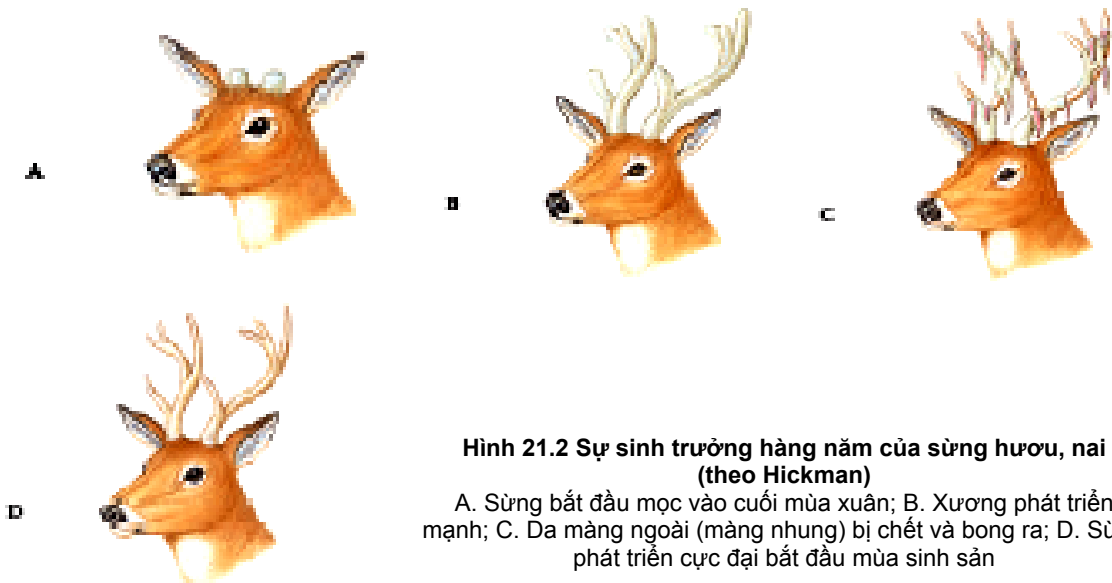 A
B
C
D
Hình 21.2 Sự sinh trưởng hàng năm của sừng hươu, nai
(theo Hickman)
A. Sừng bắt đầu mọc vào cuối mùa xuân; B. Xương phát triển
mạnh; C. Da màng ngoài (màng nhung) bị chết và bong ra; D.
phát triển cực đại bắt đầu mùa sinh sản